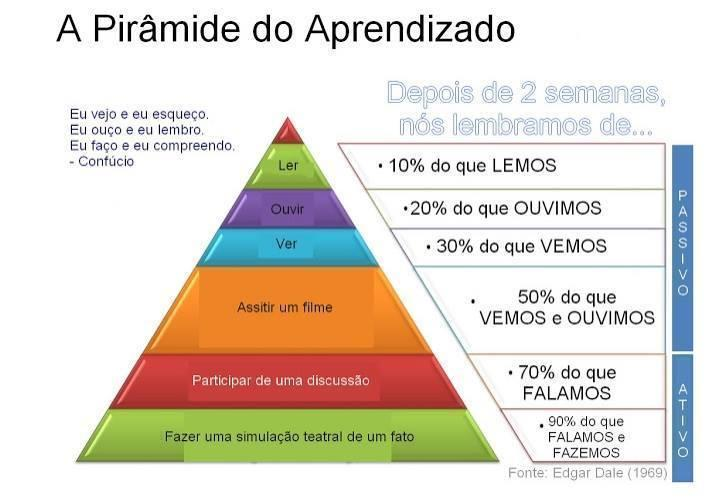 A Pirâmide do Aprendizado
Eu vejo e eu esqueço.
Eu ouço e eu lembro.
Eu faço e eu compreendo.
- Confúcio
Depois de 2 semanas,
nós lembramos de...
Ler
• 10% do que LEMOS
Ouvir
• 20% do que OUVIMOS
Ver
• 30% do que VEMOS
Assitir um filme
• 50% do que
VEMOS e OUVIMOS
Participar de uma discussão
• 70% do que
FALAMOS
Fazer uma simulação teatral de um fato
• 90% do que
FALAMOS e
FAZEMOS
PASSIVO
ATIVO
Fonte: Edgar Dale (1969)